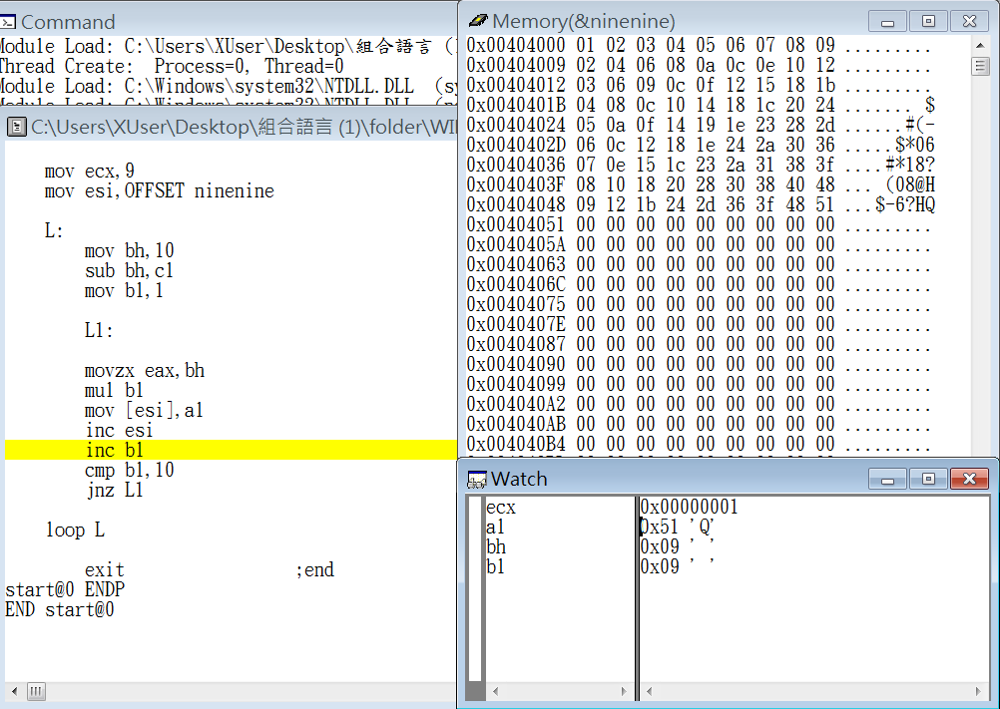 Command
Module Load: C:\Users\XUser\Desktop\組合語言 (1
Thread Create:  Process=0, Thread=0
Module Load: C:\Windows\system32\NTDLL.DLL  (sy
C:\Users\XUser\Desktop\組合語言 (1)\folder\WI
mov ecx,9
mov esi,OFFSET ninenine
L:
mov bh,10
sub bh,cl
mov bl,1
L1:
movzx eax,bh
mul bl
mov [esi],al
inc esi
inc bl
cmp bl,10
jnz L1
loop L
exit ;end
start@0 ENDP
END start@0
Memory(&ninenine)
0x00404000 01 02 03 04 05 06 07 08 09 .........
0x00404009 02 04 06 08 0a 0c 0e 10 12 .........
0x00404012 03 06 09 0c 0f 12 15 18 1b .........
0x0040401B 04 08 0c 10 14 18 1c 20 24 ....... $
0x00404024 05 0a 0f 14 19 1e 23 28 2d ......#(-
0x0040402D 06 0c 12 18 1e 24 2a 30 36 .....$*06
0x00404036 07 0e 15 1c 23 2a 31 38 3f ....#*18?
0x0040403F 08 10 18 20 28 30 38 40 48 ... (08@H
0x00404048 09 12 1b 24 2d 36 3f 48 51 ...$-6?HQ
0x00404051 00 00 00 00 00 00 00 00 00 .........
0x0040405A 00 00 00 00 00 00 00 00 00 .........
0x00404063 00 00 00 00 00 00 00 00 00 .........
0x0040406C 00 00 00 00 00 00 00 00 00 .........
0x00404075 00 00 00 00 00 00 00 00 00 .........
0x0040407E 00 00 00 00 00 00 00 00 00 .........
0x00404087 00 00 00 00 00 00 00 00 00 .........
0x00404090 00 00 00 00 00 00 00 00 00 .........
0x00404099 00 00 00 00 00 00 00 00 00 .........
0x004040A2 00 00 00 00 00 00 00 00 00 .........
0x004040AB 00 00 00 00 00 00 00 00 00 .........
0x004040B4 00 00 00 00 00 00 00 00 00 .........
Watch
ecx 0x00000001
al 0x51 'Q'
bh 0x09 ' '
bl 0x09 ' '